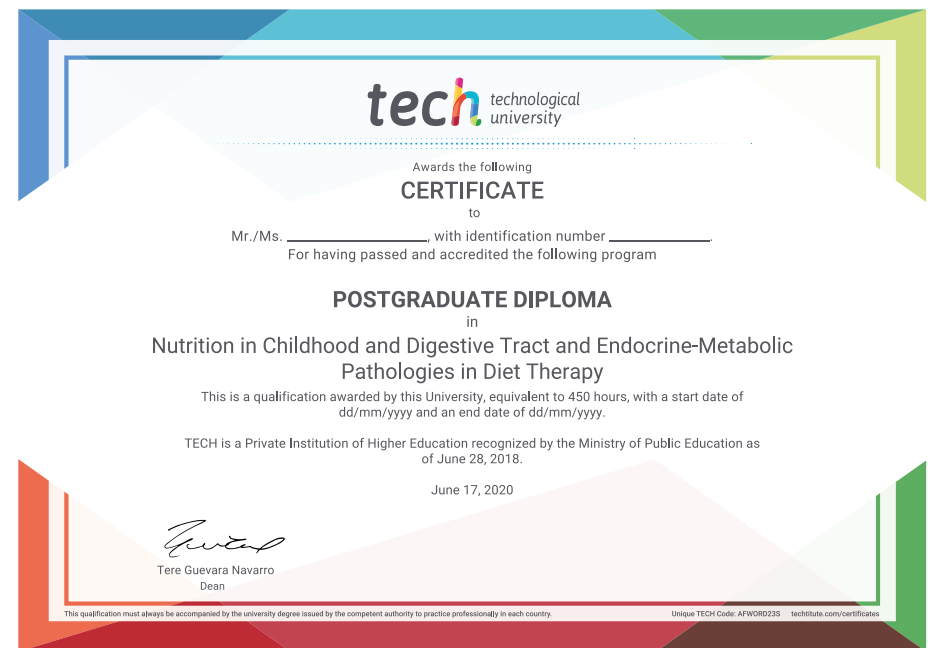 tech technological
university
Awards the following
CERTIFICATE
to
Mr./Ms. ____________________, with identification number ______________.
For having passed and accredited the following program
POSTGRADUATE DIPLOMA
in
Nutrition in Childhood and Digestive Tract and Endocrine-Metabolic
Pathologies in Diet Therapy
This is a qualification awarded by this University, equivalent to 450 hours, with a start date of
dd/mm/yyyy and an end date of dd/mm/yyyy.
TECH is a Private Institution of Higher Education recognized by the Ministry of Public Education as
of June 28, 2018.
June 17, 2020
Tere Guevara Navarro
Dean
This qualification must always be accompanied by the university degree issued by the competent authority to practice professionally in each country. Unique TECH Code: AFWORD23S techtitute.com/certificates